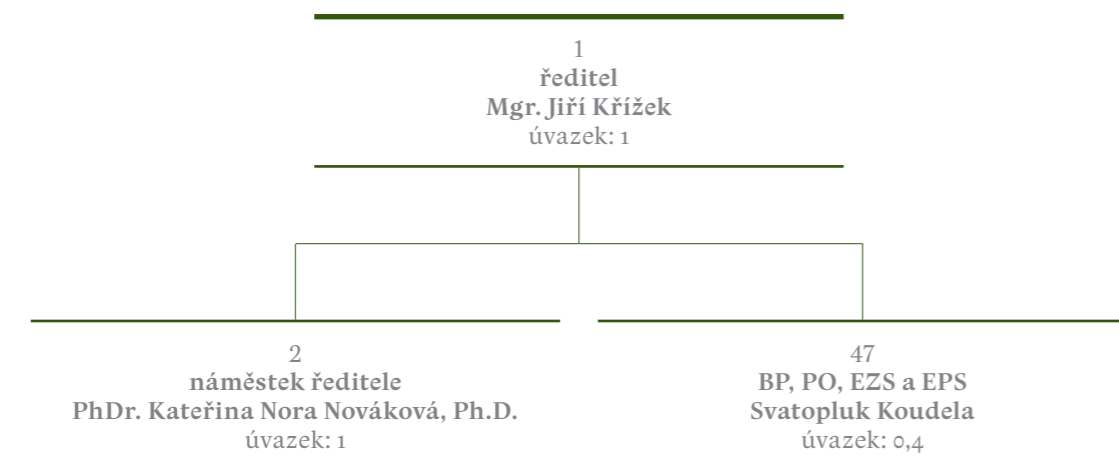 1
ředitel
Mgr. Jiří Křížek
úvazek: 1
2
náměstek ředitele
PhDr. Kateřina Nora Nováková, Ph.D.
úvazek: 1
47
BP, PO, EZS a EPS
Svatopluk Koudela
úvazek: 0,4